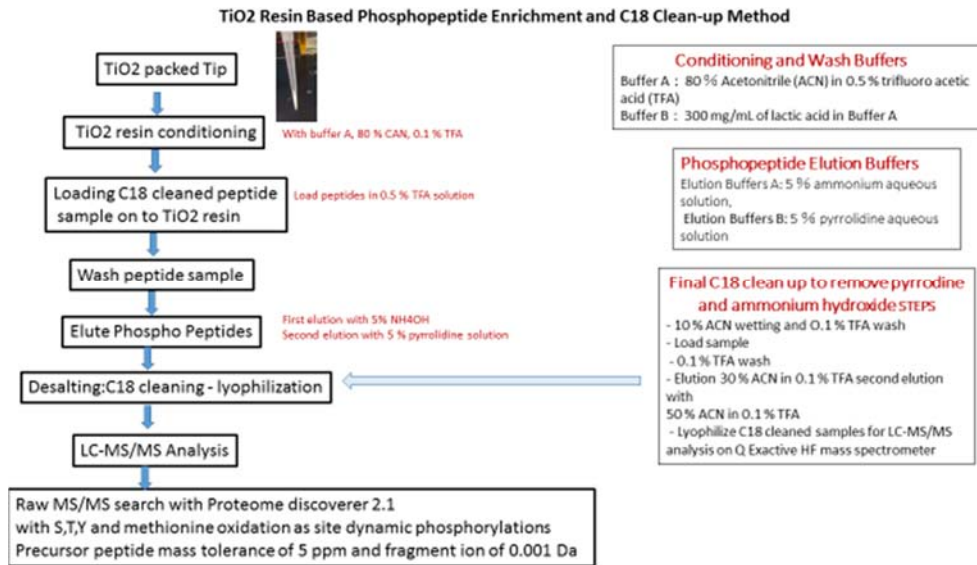 TiO2 Resin Based Phosphopeptide Enrichment and C18 Clean-up Method
TiO2 packed Tip
TiO2 resin conditioning
With buffer A, 80 % CAN, 0.1 % TFA
Loading C18 cleaned peptide
sample on to TiO2 resin
Load peptides in 0.5 % TFA solution
Wash peptide sample
Elute Phospho Peptides
First elution with 5% NH4OH
Second elution with 5 % pyrrolidine solution
Desalting:C18 cleaning - lyophilization
LC-MS/MS Analysis
Raw MS/MS search with Proteome discoverer 2.1
with S,T,Y and methionine oxidation as site dynamic phosphorylations
Precursor peptide mass tolerance of 5 ppm and fragment ion of 0.001 Da
Conditioning and Wash Buffers
Buffer A : 80 % Acetonitrile (ACN) in 0.5 % trifluoro acetic
acid (TFA)
Buffer B : 300 mg/mL of lactic acid in Buffer A
Phosphopeptide Elution Buffers
Elution Buffers A: 5 % ammonium aqueous
solution,
Elution Buffers B: 5 % pyrrolidine aqueous
solution
Final C18 clean up to remove pyrrodine
and ammonium hydroxide STEPS
- 10 % ACN wetting and O.1 % TFA wash
- Load sample
- 0.1 % TFA wash
- Elution 30 % ACN in 0.1 % TFA second elution
with
50 % ACN in 0.1 % TFA
- Lyophilize C18 cleaned samples for LC-MS/MS
analysis on Q Exactive HF mass spectrometer